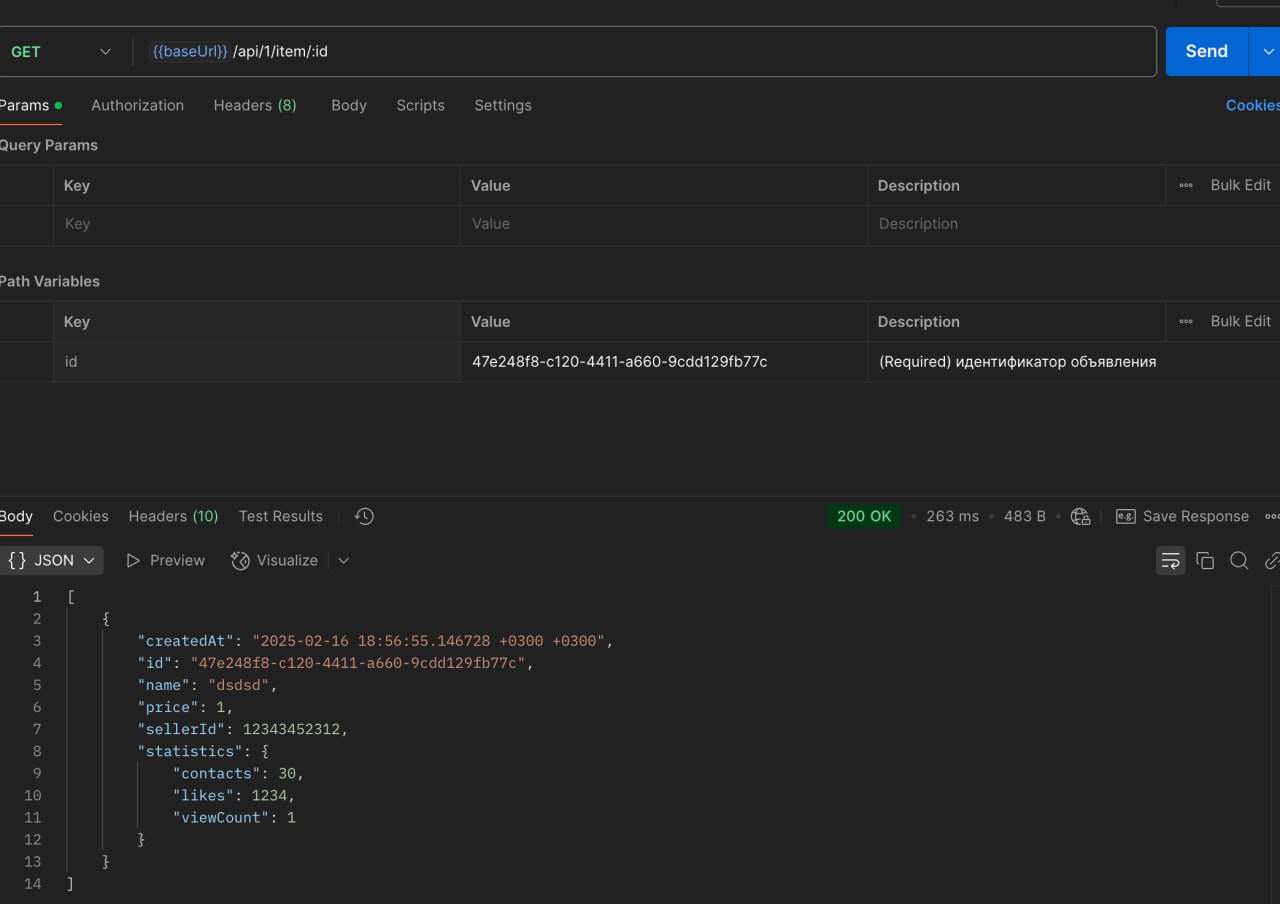 GET {{baseUrl}} /api/1/item/:id Send
Params Authorization Headers (8) Body Scripts Settings Cookies
Query Params
Key Value Description Bulk Edit
Key Value Description
Path Variables
Key Value Description Bulk Edit
id 47e248f8-c120-4411-a660-9cdd129fb77c (Required) идентификатор объявления
Body Cookies Headers (10) Test Results 200 OK • 263 ms • 483 B • e.g. Save Response
{} JSON Preview Visualize
1 [
2 {
3 "createdAt": "2025-02-16 18:56:55.146728 +0300 +0300",
4 "id": "47e248f8-c120-4411-a660-9cdd129fb77c",
5 "name": "dsdsd",
6 "price": 1,
7 "sellerId": 12343452312,
8 "statistics": {
9 "contacts": 30,
10 "likes": 1234,
11 "viewCount": 1
12 }
13 }
14 ]